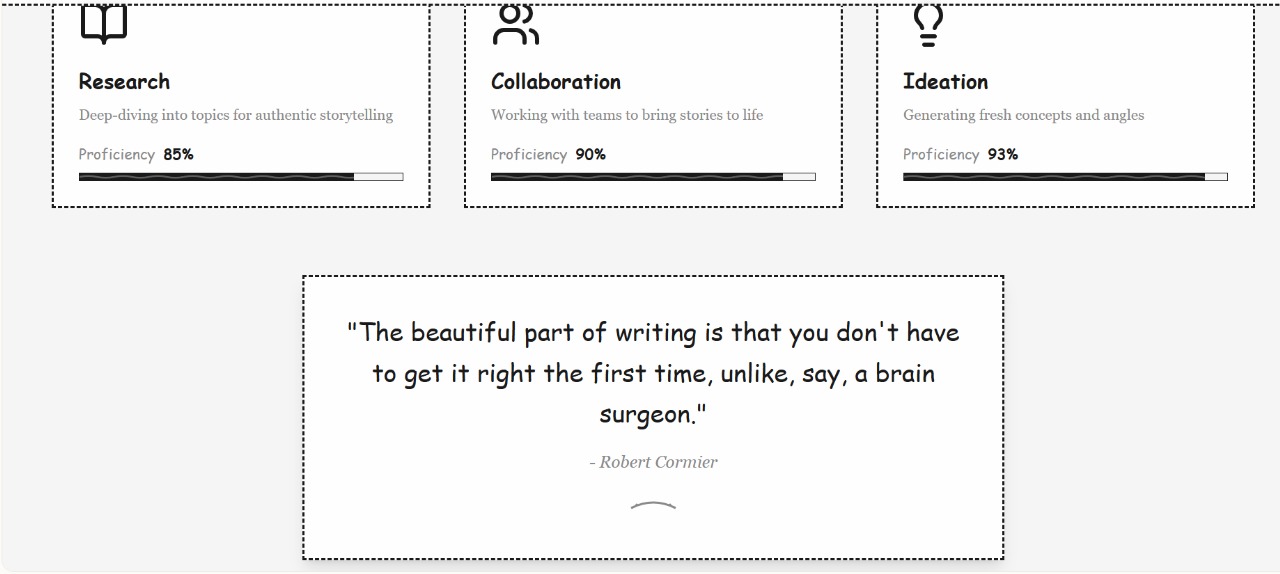 Research
Deep-diving into topics for authentic storytelling
Proficiency 85%
Collaboration
Working with teams to bring stories to life
Proficiency 90%
Ideation
Generating fresh concepts and angles
Proficiency 93%
"The beautiful part of writing is that you don't have
to get it right the first time, unlike, say, a brain
surgeon."
- Robert Cormier